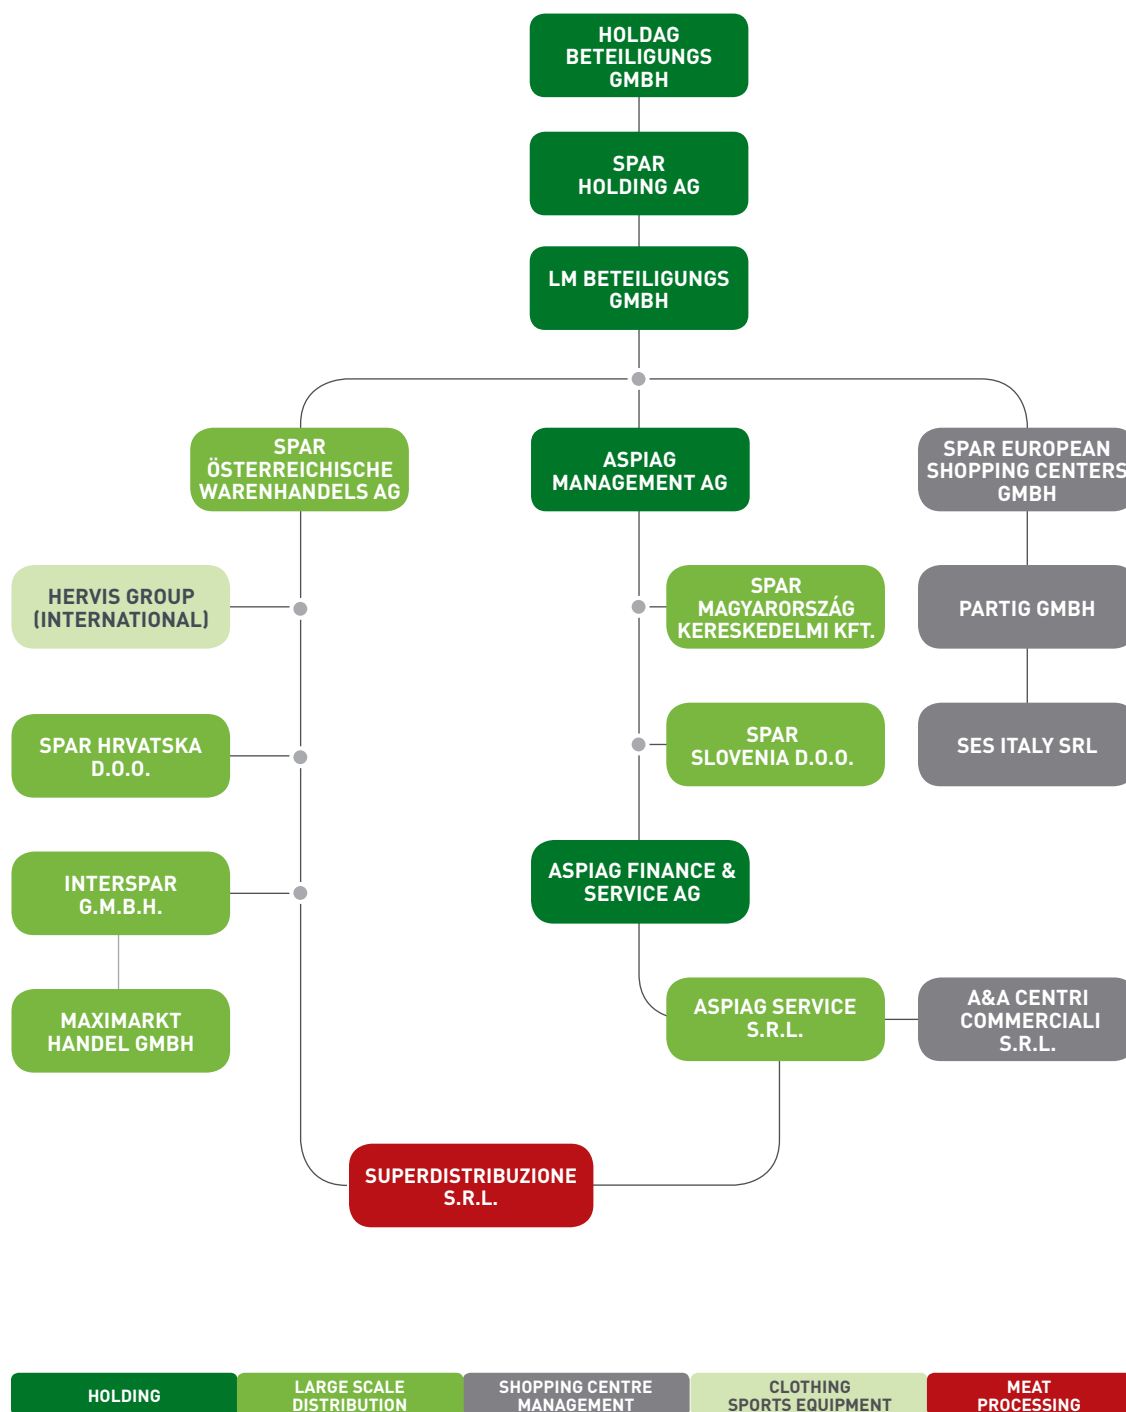 HOLDAG
BETEILIGUNGS
GMBH
SPAR
HOLDING AG
LM BETEILIGUNGS
GMBH
SPAR
ÖSTERREICHISCHE
WARENHANDELS AG
ASPIAG
MANAGEMENT AG
SPAR EUROPEAN
SHOPPING CENTERS
GMBH
HERVIS GROUP
(INTERNATIONAL)
SPAR
MAGYARORSZÁG
KERESKEDELMI KFT.
PARTIG GMBH
SPAR HRVATSKA
D.O.O.
SPAR
SLOVENIA D.O.O.
SES ITALY SRL
INTERSPAR
G.M.B.H.
ASPIAG FINANCE &
SERVICE AG
MAXIMARKT
HANDEL GMBH
ASPIAG SERVICE
S.R.L.
A&A CENTRI
COMMERCIALI
S.R.L.
SUPERDISTRIBUZIONE
S.R.L.
HOLDING
LARGE SCALE
DISTRIBUTION
SHOPPING CENTRE
MANAGEMENT
CLOTHING
SPORTS EQUIPMENT
MEAT
PROCESSING